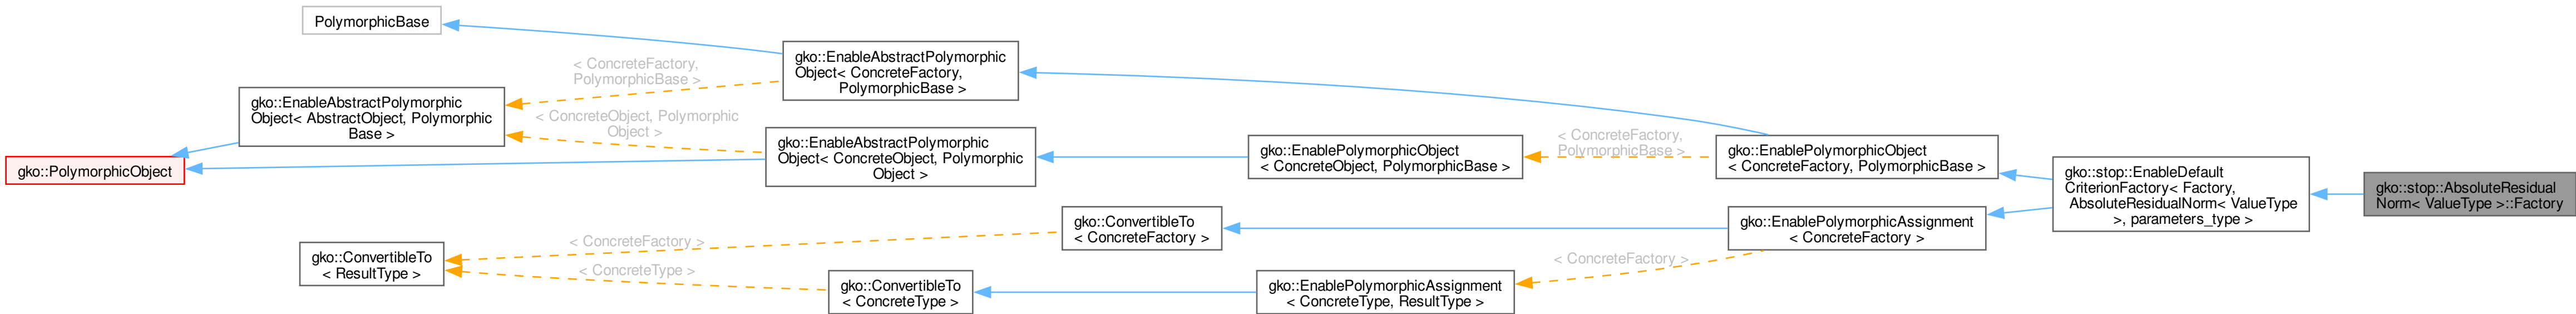 PolymorphicBase
gko::EnableAbstractPolymorphic
Object< ConcreteFactory,
PolymorphicBase >
< ConcreteFactory,
PolymorphicBase >
gko::EnableAbstractPolymorphic
Object< AbstractObject, Polymorphic
Base >
< ConcreteObject, Polymorphic
Object >
gko::EnableAbstractPolymorphic
Object< ConcreteObject, Polymorphic
Object >
gko::PolymorphicObject
gko::EnablePolymorphicObject
< ConcreteObject, PolymorphicBase >
< ConcreteFactory,
PolymorphicBase >
gko::EnablePolymorphicObject
< ConcreteFactory, PolymorphicBase >
gko::stop::EnableDefault
CriterionFactory< Factory,
AbsoluteResidualNorm< ValueType
>, parameters_type >
gko::stop::AbsoluteResidual
Norm< ValueType >::Factory
gko::ConvertibleTo
< ConcreteFactory >
gko::EnablePolymorphicAssignment
< ConcreteFactory >
< ConcreteFactory >
gko::ConvertibleTo
< ResultType >
< ConcreteType >
gko::ConvertibleTo
< ConcreteType >
gko::EnablePolymorphicAssignment
< ConcreteType, ResultType >
< ConcreteFactory >